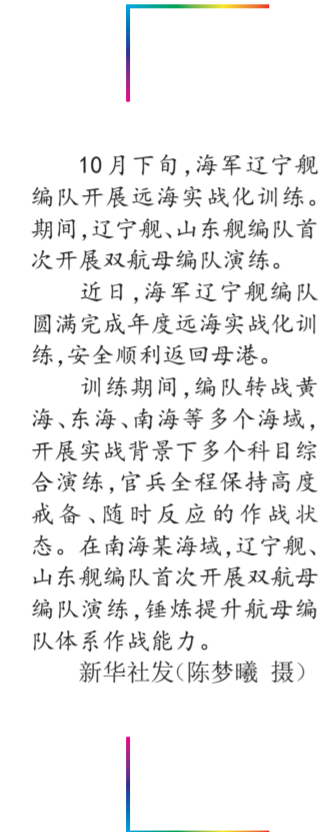 10月下旬,海军辽宁舰
编队开展远海实战化训练。
期间,辽宁舰、山东舰编队首
次开展双航母编队演练。
近日,海军辽宁舰编队
圆满完成年度远海实战化训
练,安全顺利返回母港。
训练期间,编队转战黄
海、东海、南海等多个海域,
开展实战背景下多个科目综
合演练,官兵全程保持高度
戒备、随时反应的作战状
态。在南海某海域,辽宁舰、
山东舰编队首次开展双航母
编队演练,锤炼提升航母编
队体系作战能力。
新华社发(陈梦曦 摄)